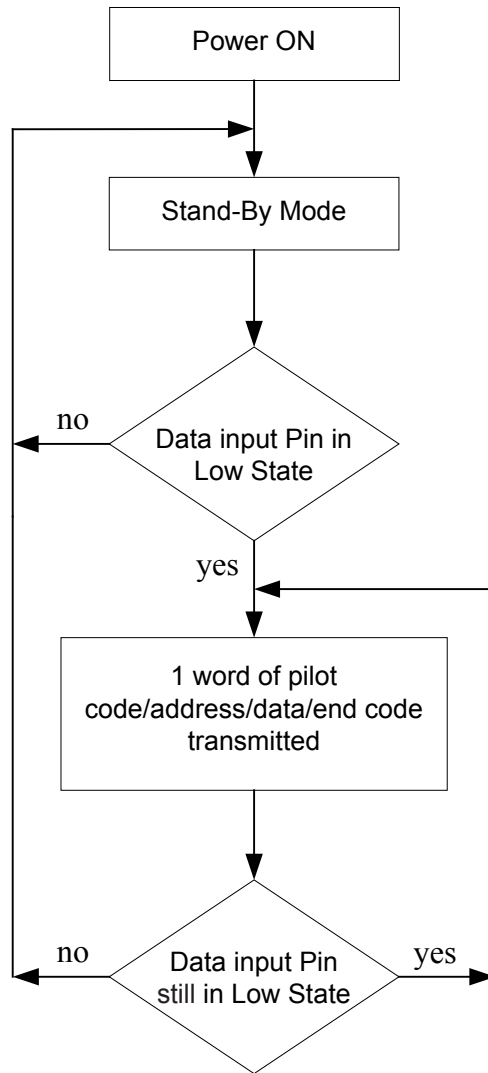 Power ON
Stand-By Mode
no
Data input Pin in
Low State
yes
1 word of pilot
code/address/data/end code
transmitted
no
Data input Pin
still in Low State
yes